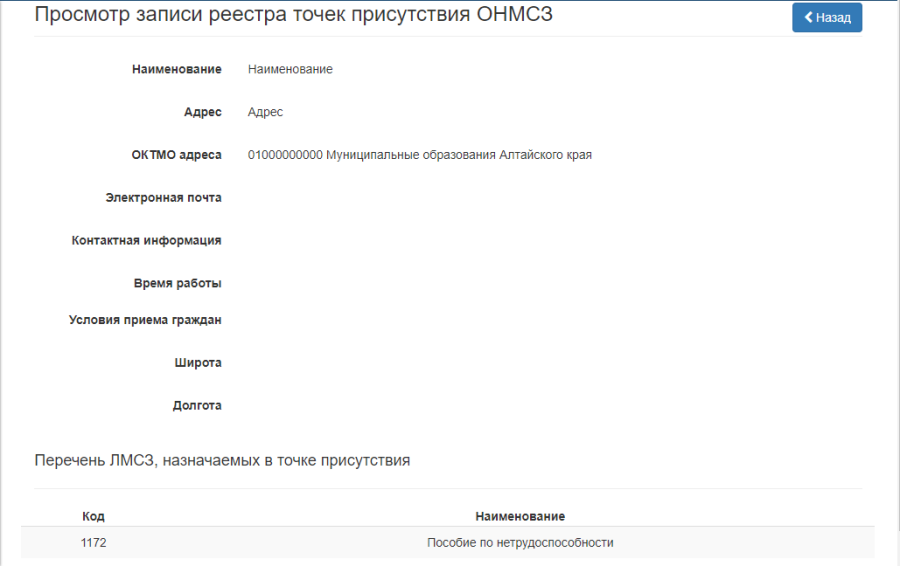 Просмотр записи реестра точек присутствия ОНМСЗ
Назад
Наименование Наименование
Адрес Адрес
ОКТМО адреса 01000000000 Муниципальные образования Алтайского края
Электронная почта
Контактная информация
Время работы
Условия приема граждан
Широта
Долгота
Перечень ЛМСЗ, назначаемых в точке присутствия
Код Наименование
1172 Пособие по нетрудоспособности